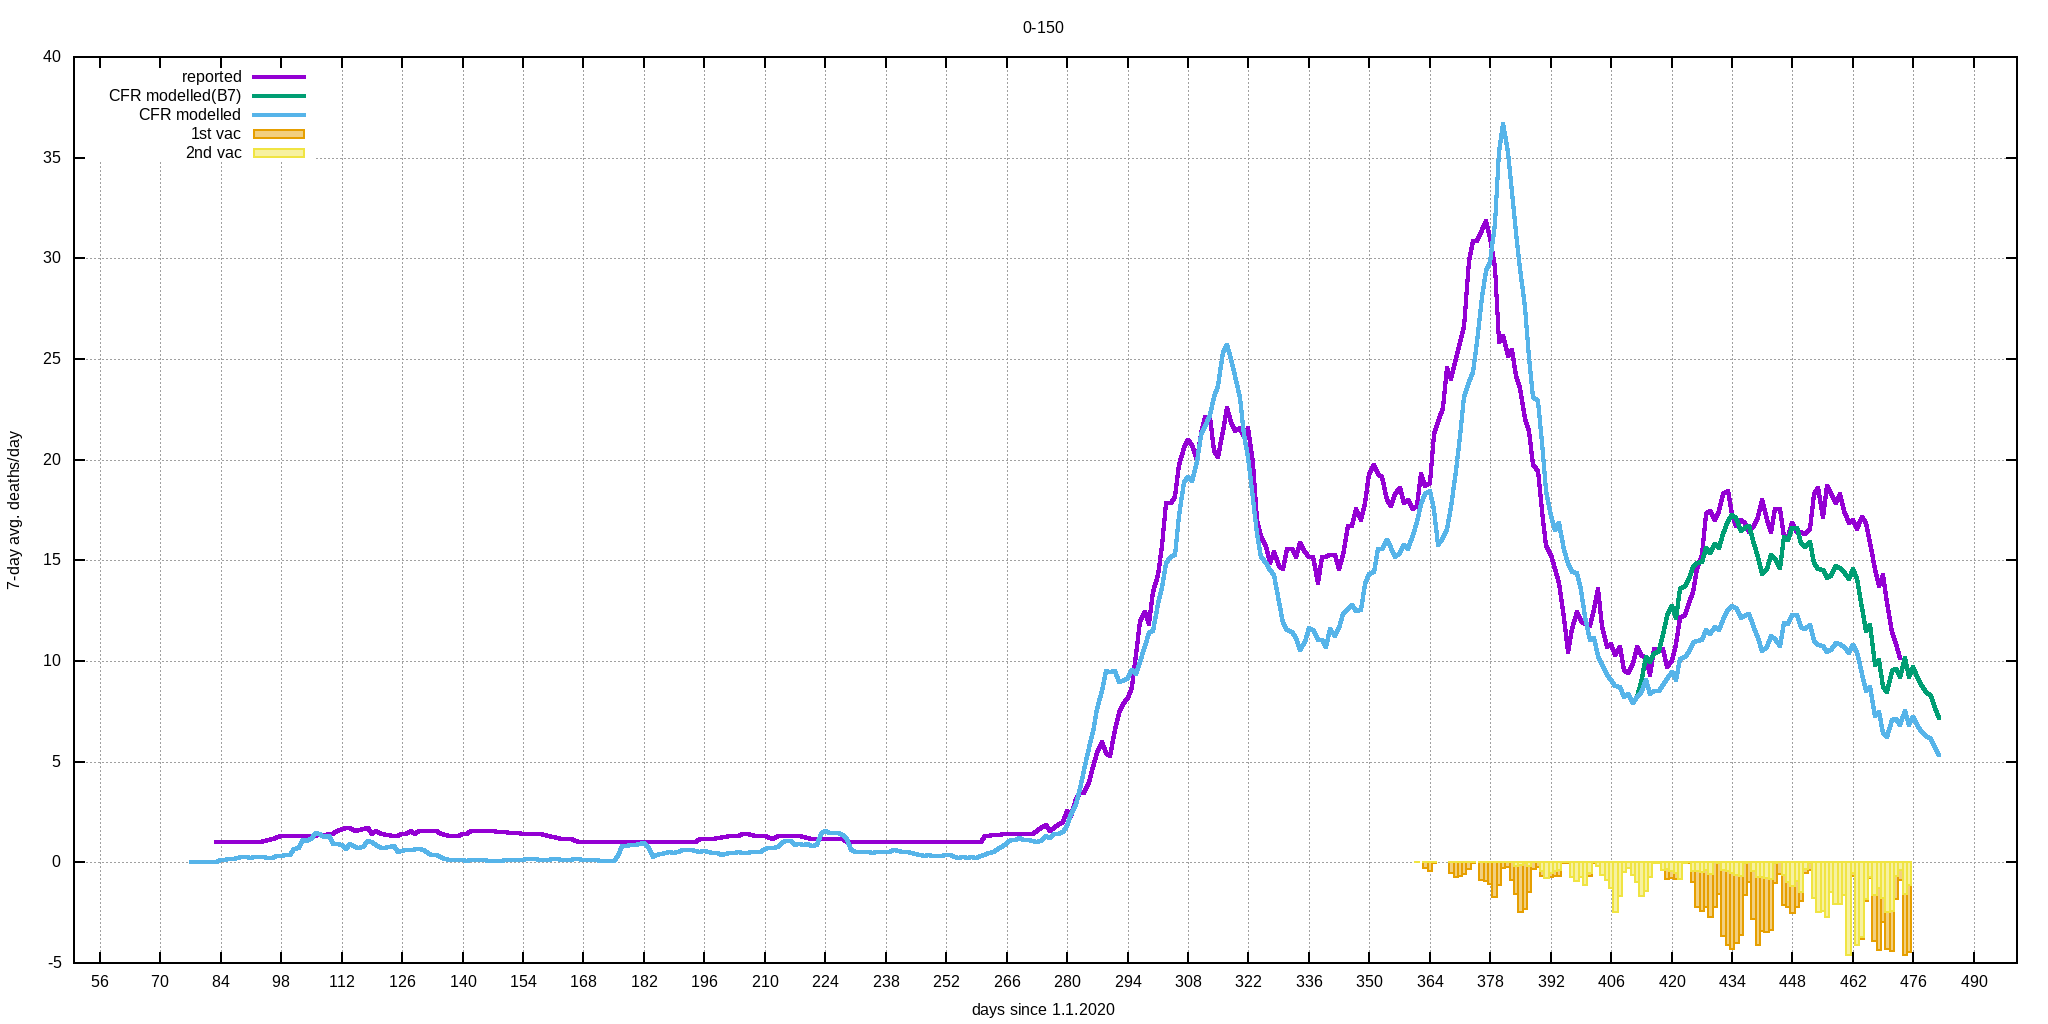 0-150
40
35
30
25
20
15
10
5
0
-5
7-day avg. deaths/day
reported
CFR modelled(B7)
CFR modelled
1st vac
2nd vac
56 70 84 98 112 126 140 154 168 182 196 210 224 238 252 266 280 294 308 322 336 350 364 378 392 406 420 434 448 462 476 490
days since 1.1.2020